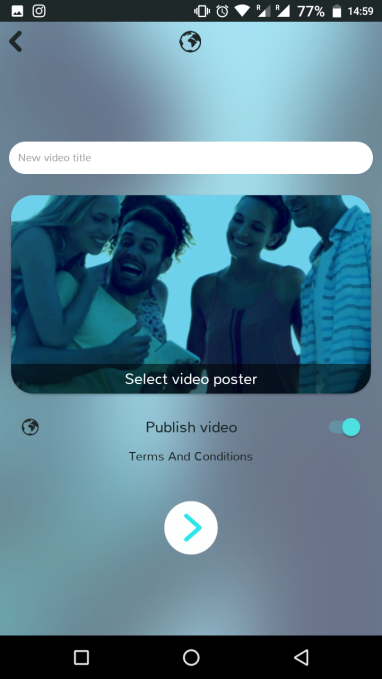 R R 77% 14:59
New video title
Select video poster
Publish video
Terms And Conditions